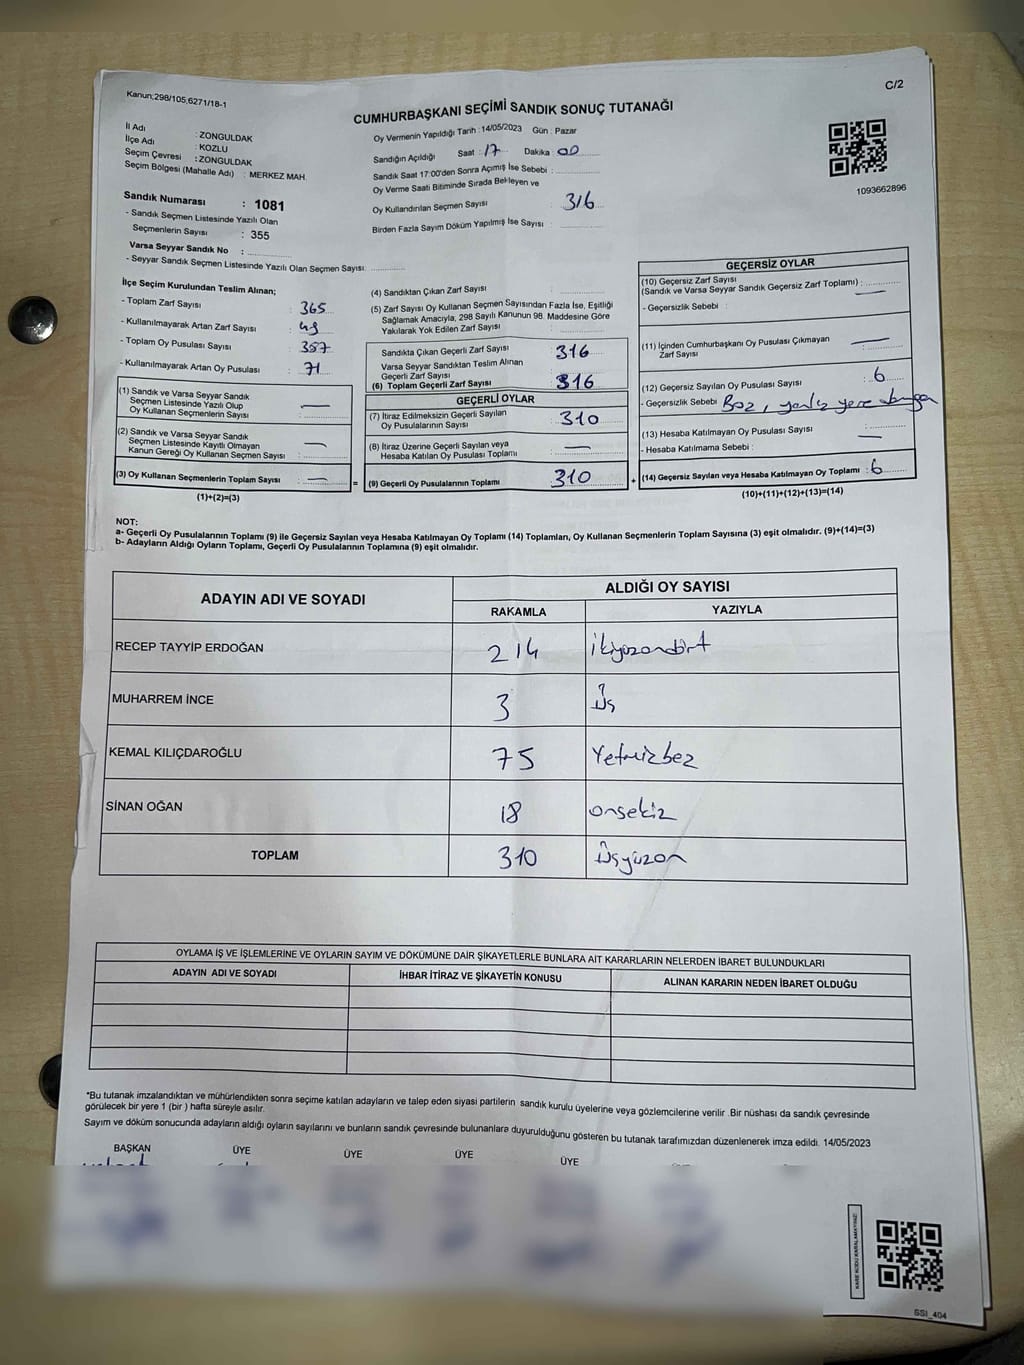 Kanun;298/105,6271/18-1
C/2
CUMHURBAŞKANI SEÇİMİ SANDIK SONUÇ TUTANAĞI
İl Adı : ZONGULDAK
İlçe Adı : KOZLU
Seçim Çevresi : ZONGULDAK
Seçim Bölgesi (Mahalle Adı) : MERKEZ MAH.
Sandık Numarası : 1081
- Sandık Seçmen Listesinde Yazılı Olan
Seçmenlerin Sayısı : 355
Varsa Seyyar Sandık No :
- Seyyar Sandık Seçmen Listesinde Yazılı Olan Seçmen Sayısı:
Oy Vermenin Yapıldığı Tarih : 14/05/2023 Gün : Pazar
Sandığın Açıldığı Saat : 17 Dakika : 00
Sandık Saat 17:00'den Sonra Açımış İse Sebebi :
Oy Verme Saati Bitiminde Sırada Bekleyen ve
Oy Kullandırılan Seçmen Sayısı : 316
Birden Fazla Sayım Döküm Yapılmış İse Sayısı :
1093662896
İlçe Seçim Kurulundan Teslim Alınan;
- Toplam Zarf Sayısı : 365
- Kullanılmayarak Artan Zarf Sayısı : 49
- Toplam Oy Pusulası Sayısı : 357
- Kullanılmayarak Artan Oy Pusulası : 71
(1) Sandık ve Varsa Seyyar Sandık
Seçmen Listesinde Yazılı Olup
Oy Kullanan Seçmenlerin Sayısı : —
(2) Sandık ve Varsa Seyyar Sandık
Seçmen Listesinde Kayıtlı Olmayan
Kanun Gereği Oy Kullanan Seçmen Sayısı : —
(3) Oy Kullanan Seçmenlerin Toplam Sayısı : —
(1)+(2)=(3)
(4) Sandıktan Çıkan Zarf Sayısı :
(5) Zarf Sayısı Oy Kullanan Seçmen Sayısından Fazla İse, Eşitliği
Sağlamak Amacıyla, 298 Sayılı Kanunun 98. Maddesine Göre
Yakılarak Yok Edilen Zarf Sayısı :
Sandıkta Çıkan Geçerli Zarf Sayısı : 316
Varsa Seyyar Sandıktan Teslim Alınan
Geçerli Zarf Sayısı
(6) Toplam Geçerli Zarf Sayısı : 316
GEÇERLİ OYLAR
(7) İtiraz Edilmeksizin Geçerli Sayılan
Oy Pusulalarının Sayısı : 310
(8) İtiraz Üzerine Geçerli Sayılan veya
Hesaba Katılan Oy Pusulası Toplamı : —
= (9) Geçerli Oy Pusulalarının Toplamı : 310
GEÇERSİZ OYLAR
(10) Geçersiz Zarf Sayısı
(Sandık ve Varsa Seyyar Sandık Geçersiz Zarf Toplamı) : —
- Geçersizlik Sebebi :
(11) İçinden Cumhurbaşkanı Oy Pusulası Çıkmayan
Zarf Sayısı : —
(12) Geçersiz Sayılan Oy Pusulası Sayısı : 6
- Geçersizlik Sebebi : Boz, yanlız yere
(13) Hesaba Katılmayan Oy Pusulası Sayısı : —
- Hesaba Katılmama Sebebi :
+ (14) Geçersiz Sayılan veya Hesaba Katılmayan Oy Toplamı : 6
(10)+(11)+(12)+(13)=(14)
NOT:
a- Geçerli Oy Pusulalarının Toplamı (9) ile Geçersiz Sayılan veya Hesaba Katılmayan Oy Toplamı (14) Toplamları, Oy Kullanan Seçmenlerin Toplam Sayısına (3) eşit olmalıdır. (9)+(14)=(3)
b- Adayların Aldığı Oyların Toplamı, Geçerli Oy Pusulalarının Toplamına (9) eşit olmalıdır.
ADAYIN ADI VE SOYADI ALDIĞI OY SAYISI
RAKAMLA YAZIYLA
RECEP TAYYİP ERDOĞAN 214 ikiyüzondört
MUHARREM İNCE 3 Üç
KEMAL KILIÇDAROĞLU 75 Yetmizbez
SİNAN OĞAN 18 onsekiz
TOPLAM 310 Üçyüzon
OYLAMA İŞ VE İŞLEMLERİNE VE OYLARIN SAYIM VE DÖKÜMÜNE DAİR ŞİKAYETLERLE BUNLARA AİT KARARLARIN NELERDEN İBARET BULUNDUKLARI
ADAYIN ADI VE SOYADI İHBAR İTİRAZ VE ŞİKAYETİN KONUSU ALINAN KARARIN NEDEN İBARET OLDUĞU
*Bu tutanak imzalandıktan ve mühürlendikten sonra seçime katılan adayların ve talep eden siyasi partilerin sandık kurulu üyelerine veya gözlemcilerine verilir .Bir nüshası da sandık çevresinde
görülecek bir yere 1 (bir ) hafta süreyle asılır.
Sayım ve döküm sonucunda adayların aldığı oyların sayılarını ve bunların sandık çevresinde bulunanlara duyurulduğunu gösteren bu tutanak tarafımızdan düzenlenerek imza edildi. 14/05/2023
BAŞKAN ÜYE ÜYE ÜYE ÜYE
KARE KODU KARALAMAYINIZ!
SSI_404